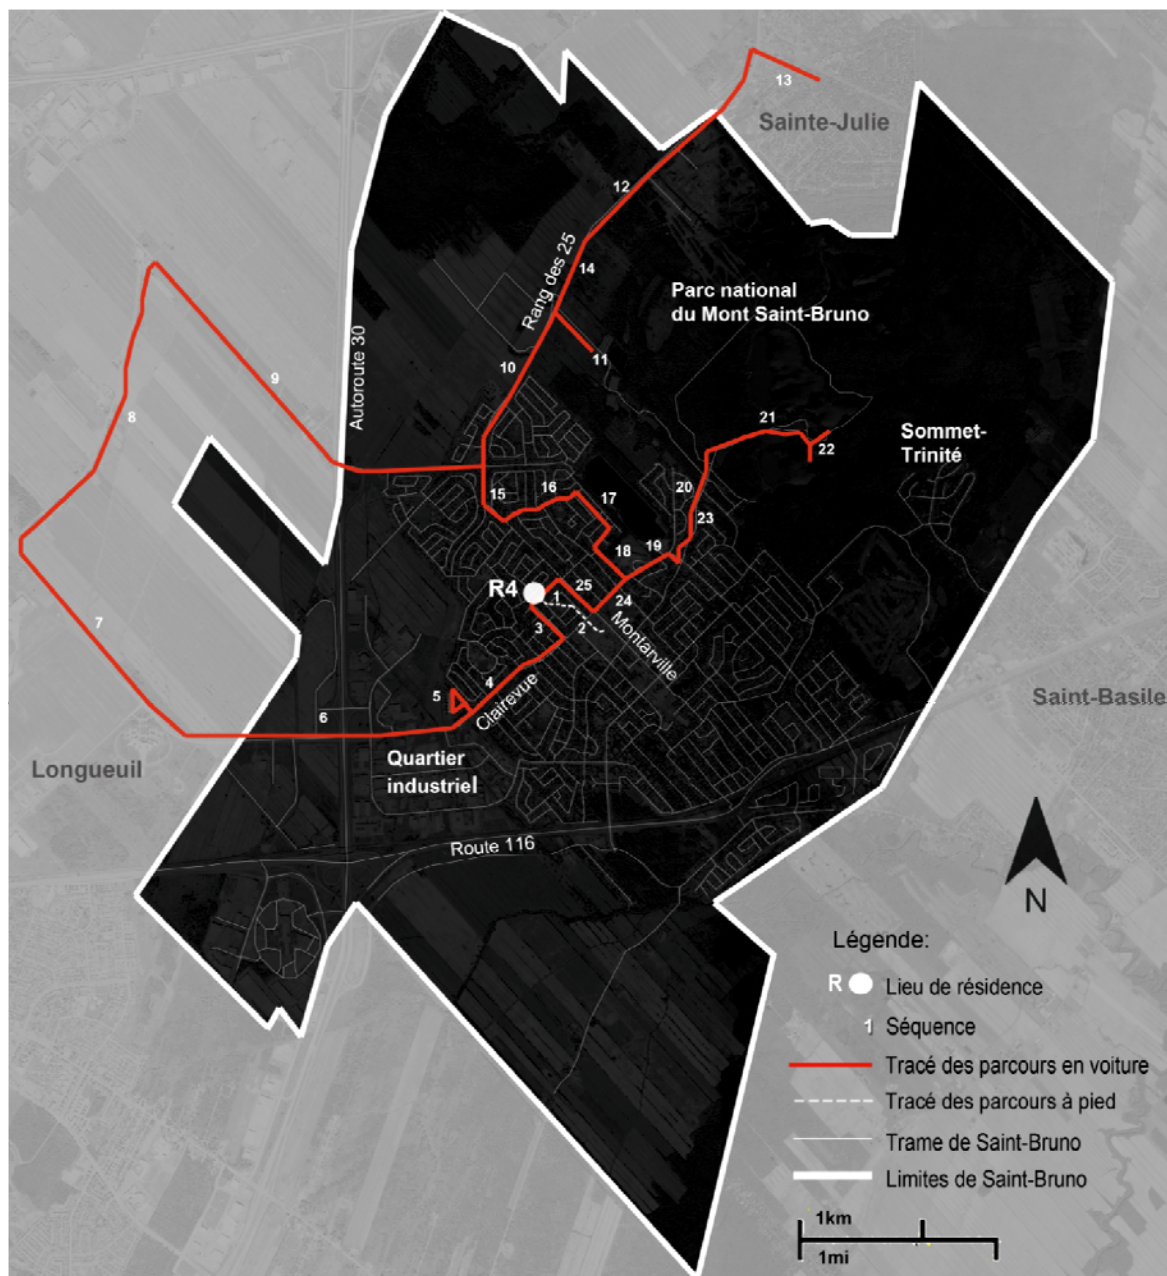 13
Sainte-Julie
12
Rang des 25
14
Parc national
du Mont Saint-Bruno
11
10
Autoroute 30
9
8
21
22
Sommet-
Trinité
15
16
17
20
23
18
19
R4
1
25
24
2
3
Montarville
7
4
5
Clairevue
6
Saint-Basile
Longueuil
Quartier
industriel
Route 116
N
Légende:
R Lieu de résidence
1 Séquence
Tracé des parcours en voiture
Tracé des parcours à pied
Trame de Saint-Bruno
Limites de Saint-Bruno
1km
1mi